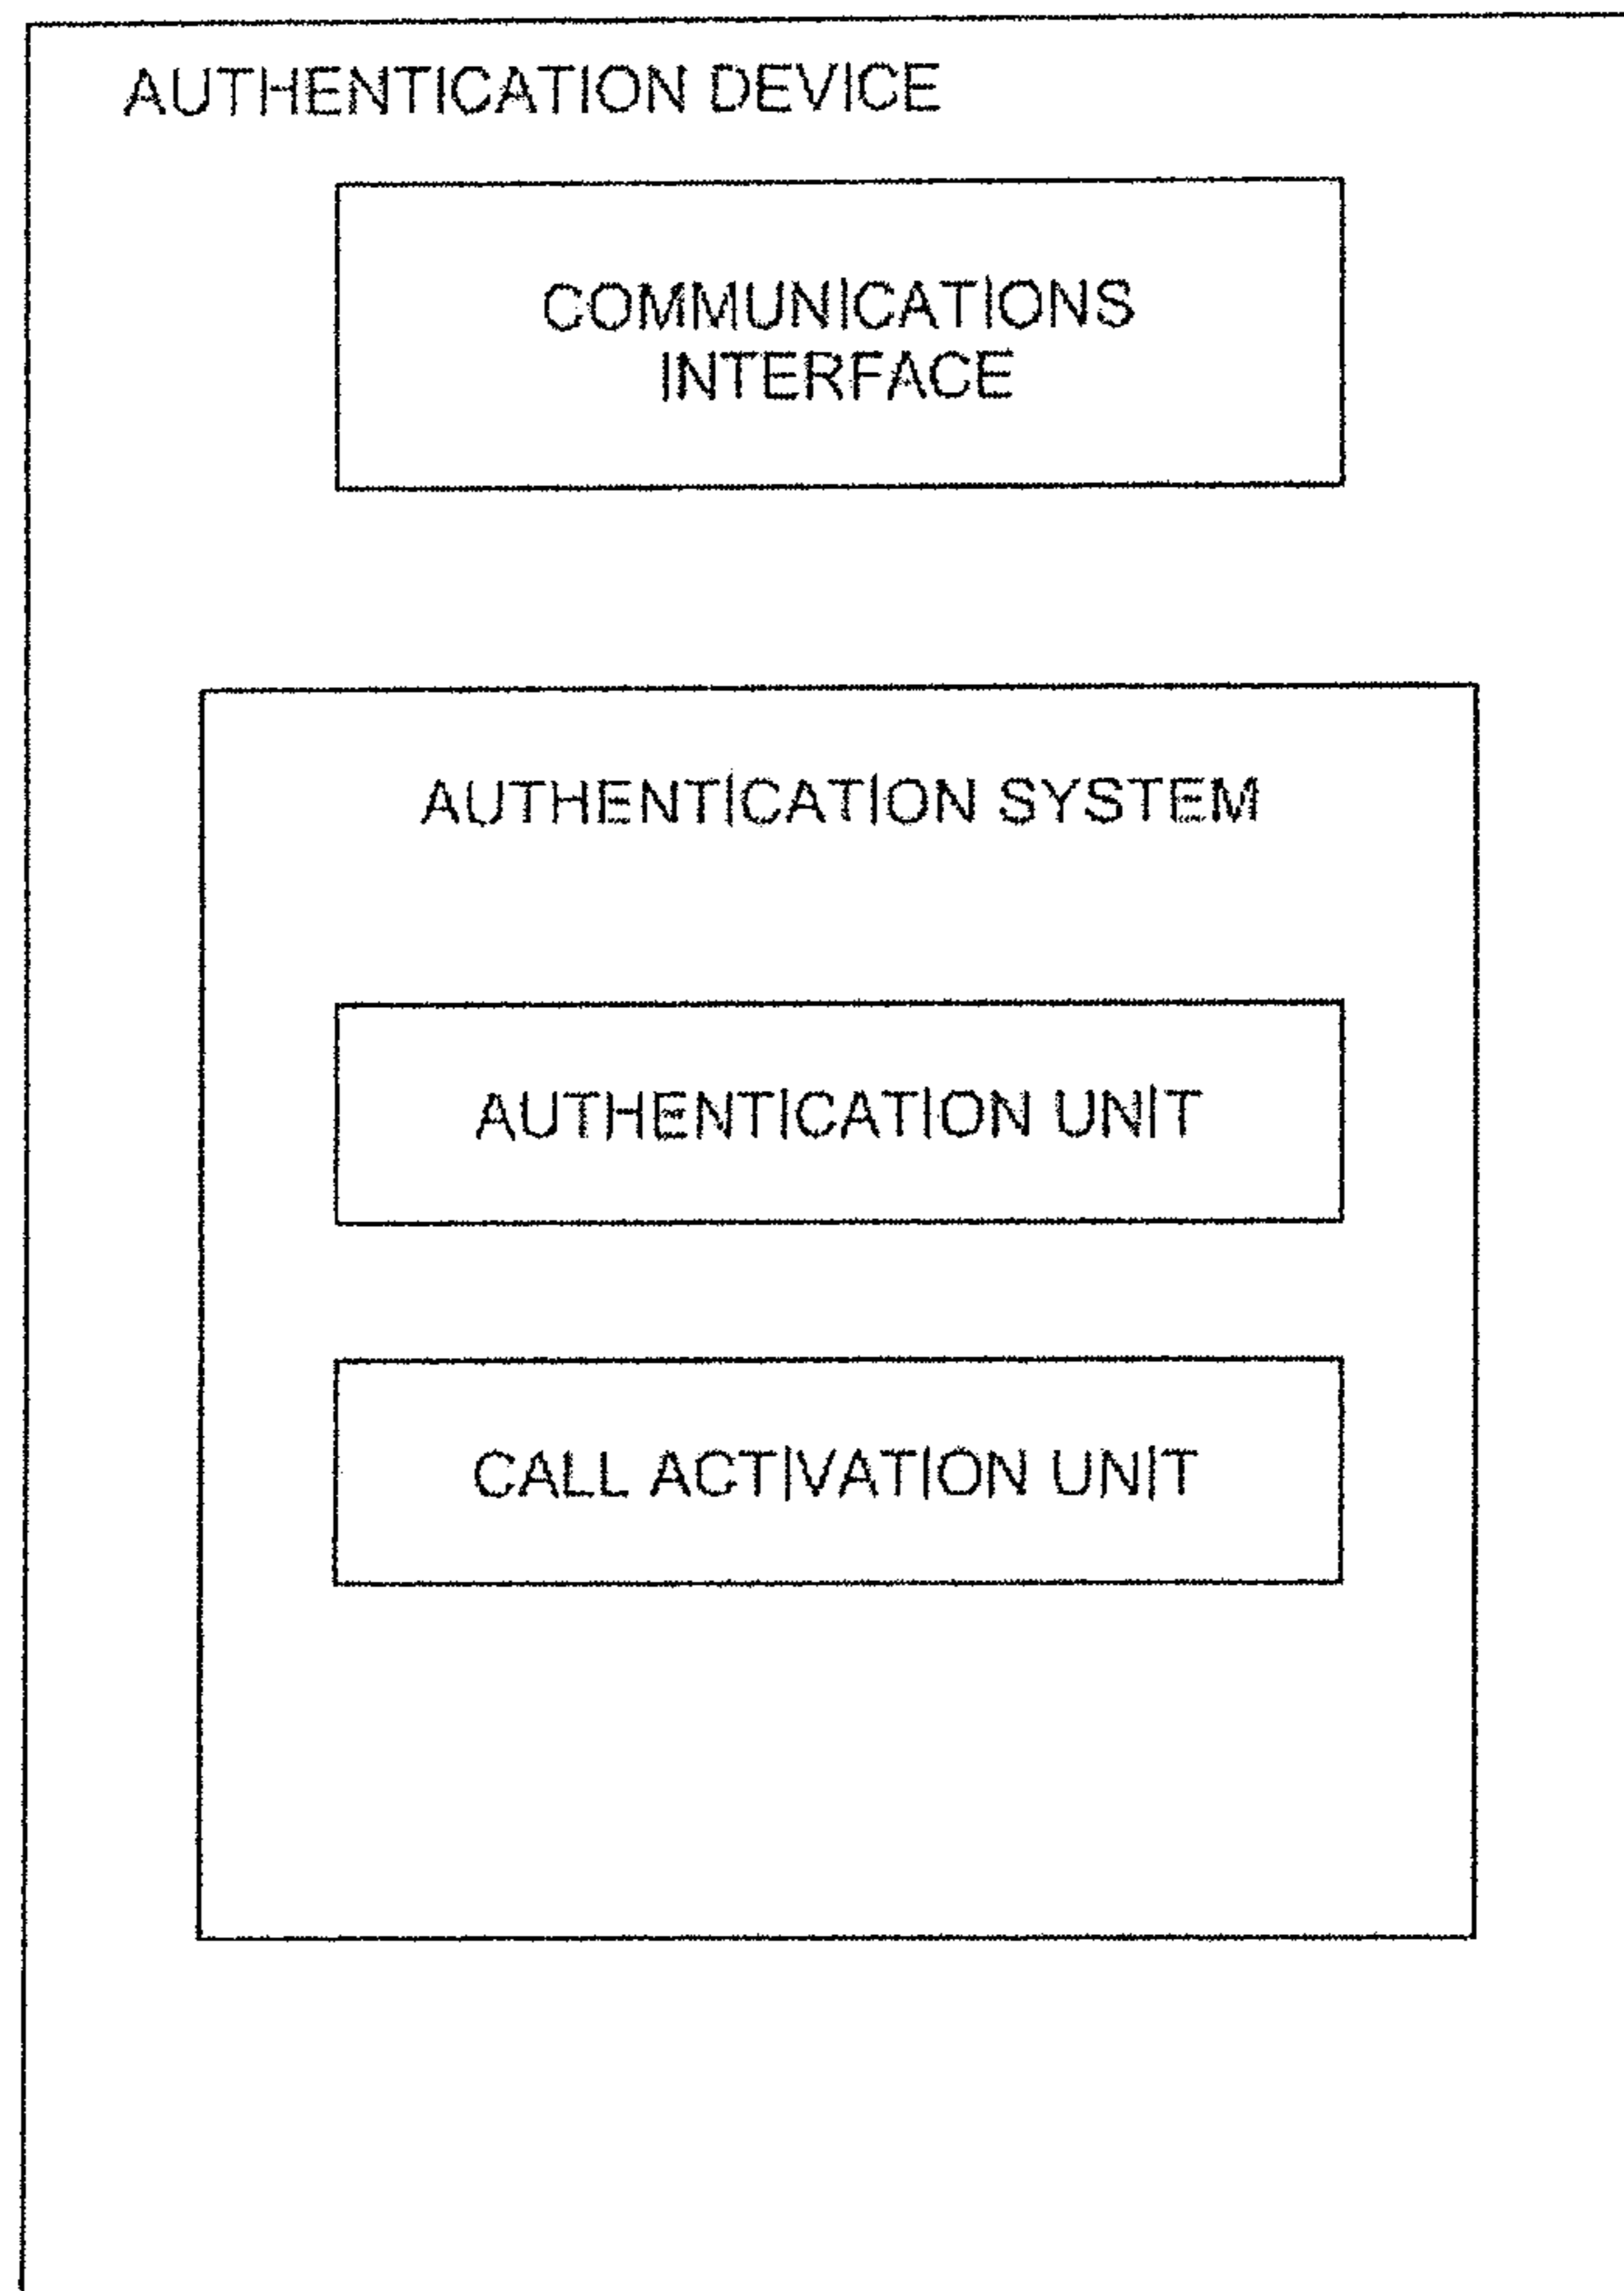 AUTHENTICATION DEVICE
COMMUNICATIONS
INTERFACE
AUTHENTICATION SYSTEM
AUTHENTICATION UNIT
CALL ACTIVATION UNIT